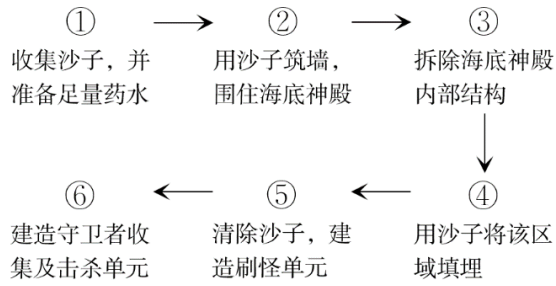 ①
收集沙子，并
准备足量药水
②
用沙子筑墙，
围住海底神殿
③
拆除海底神殿
内部结构
④
用沙子将该区
域填埋
⑤
清除沙子，建
造刷怪单元
⑥
建造守卫者收
集及击杀单元